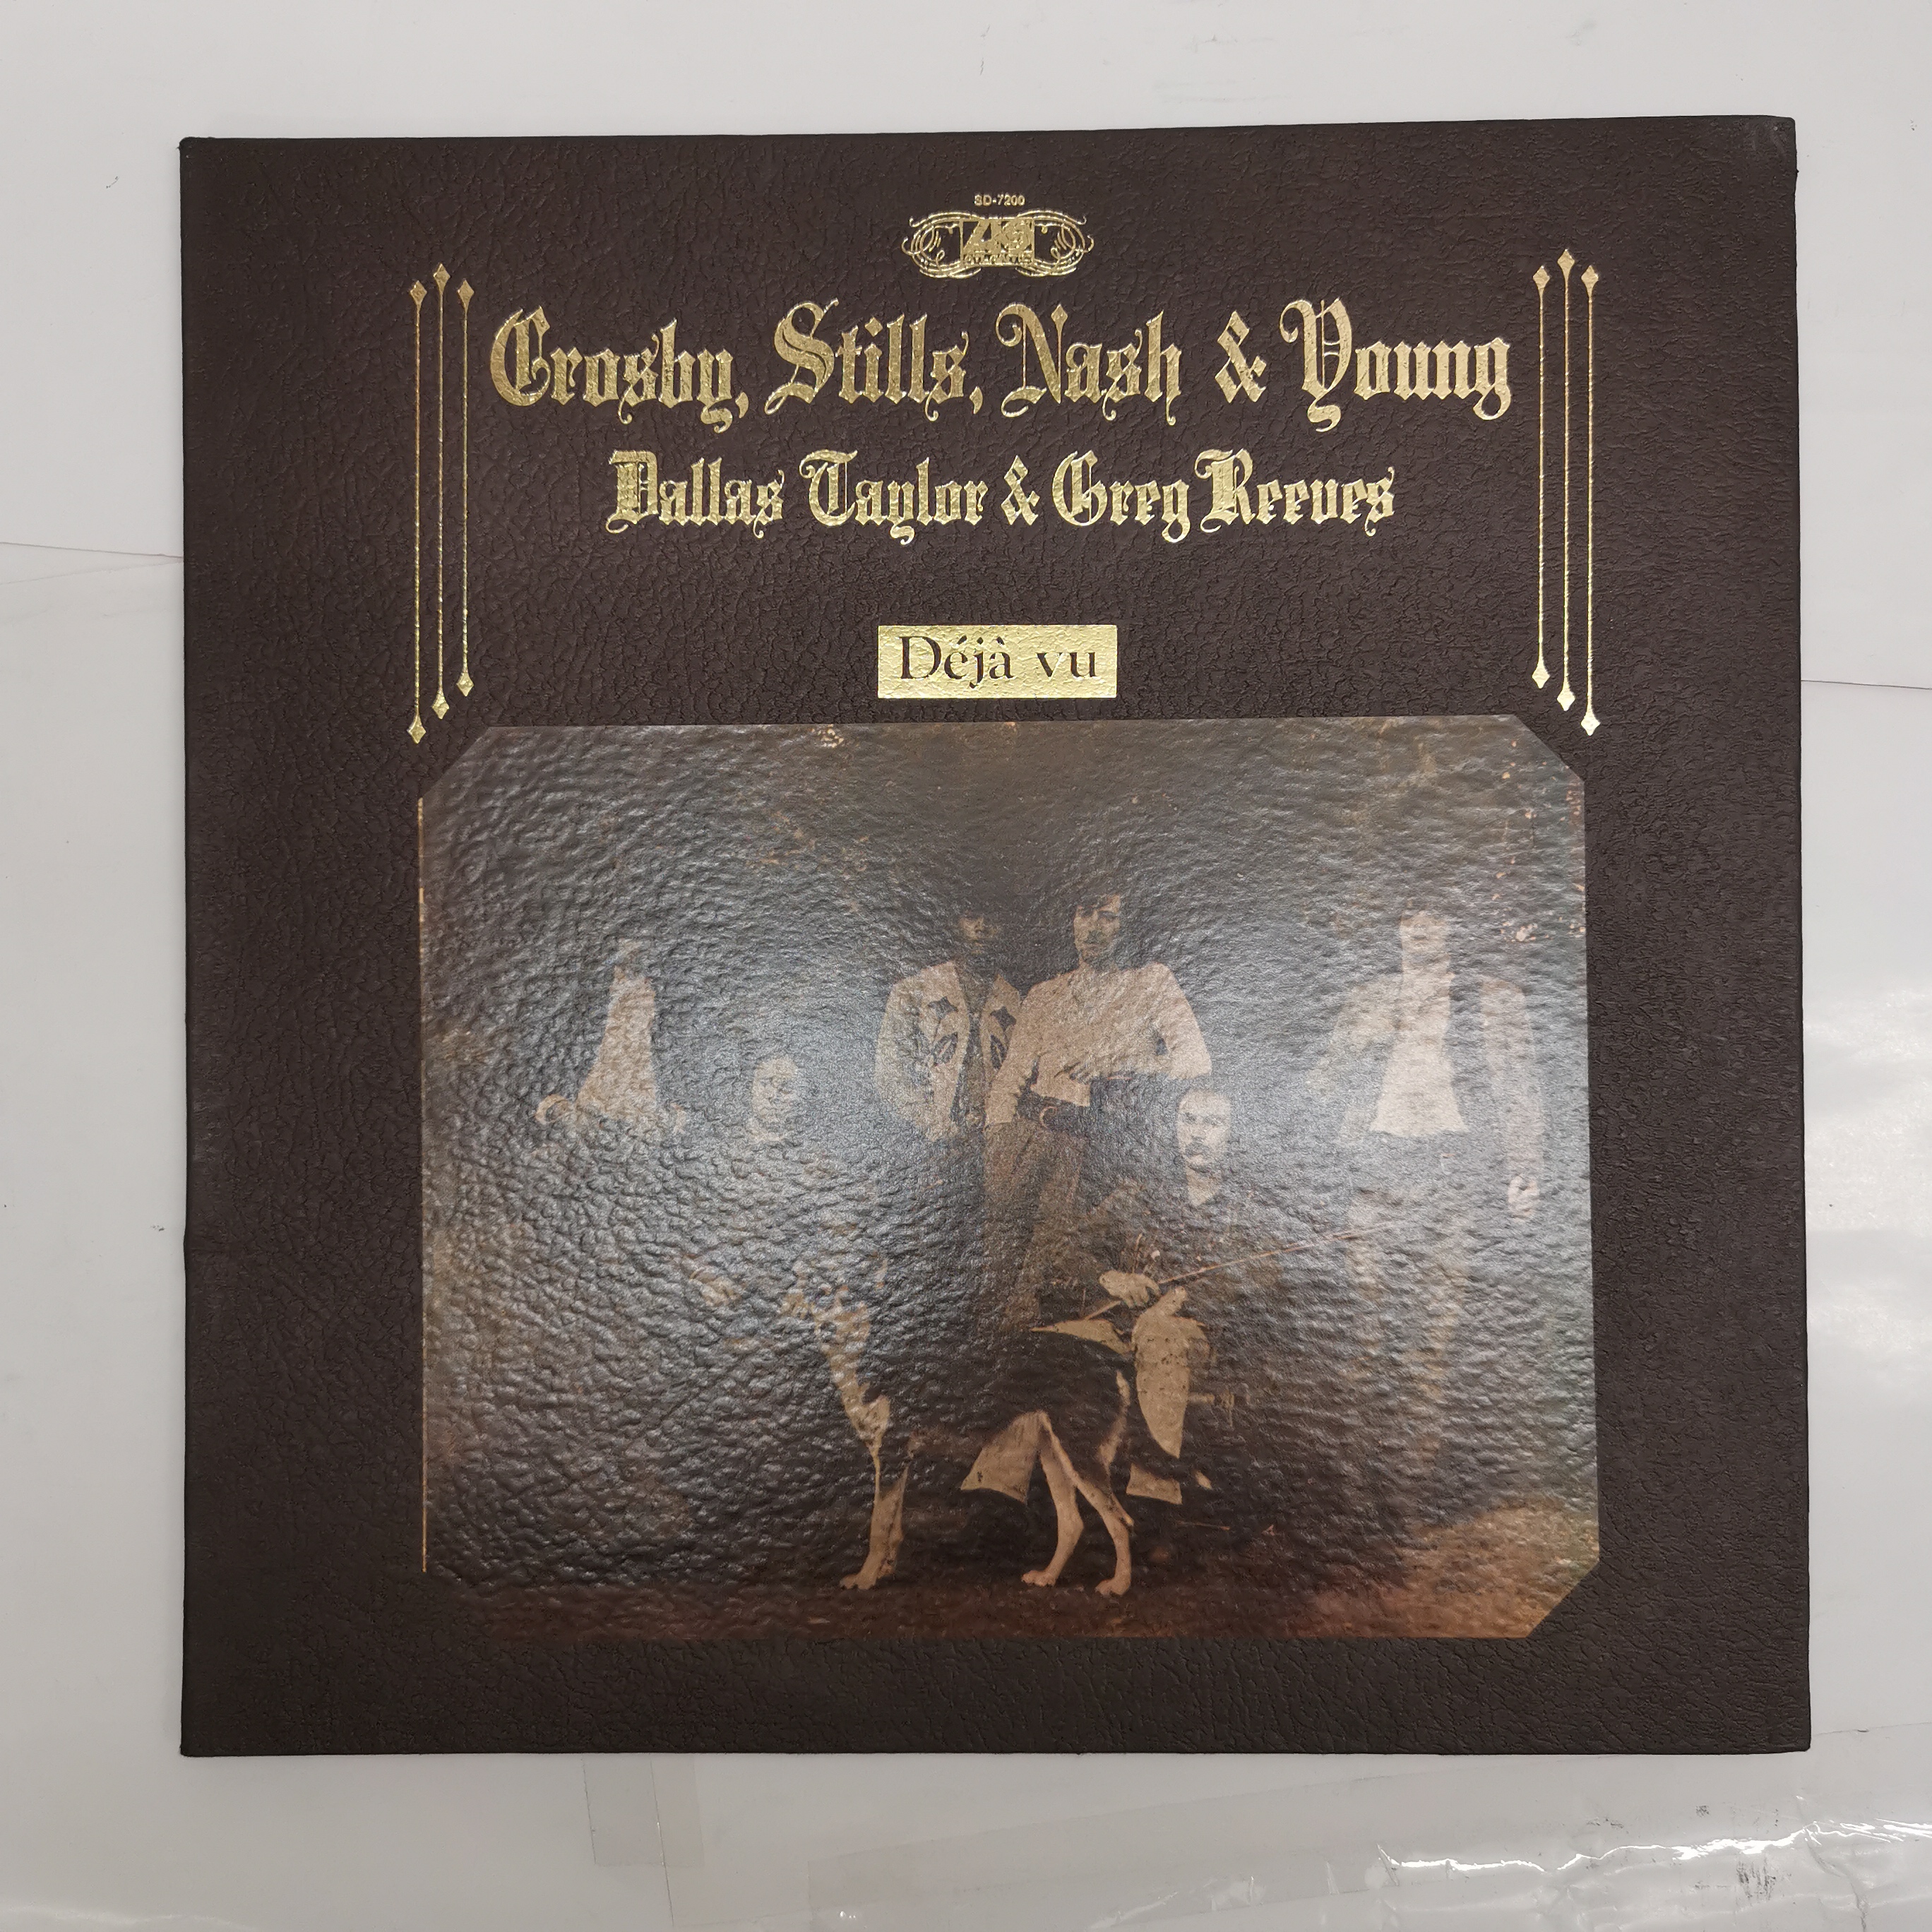 SD-7200
Crosby, Stills, Nash & Young
Dallas Taylor & Greg Reeves
Déjà vu